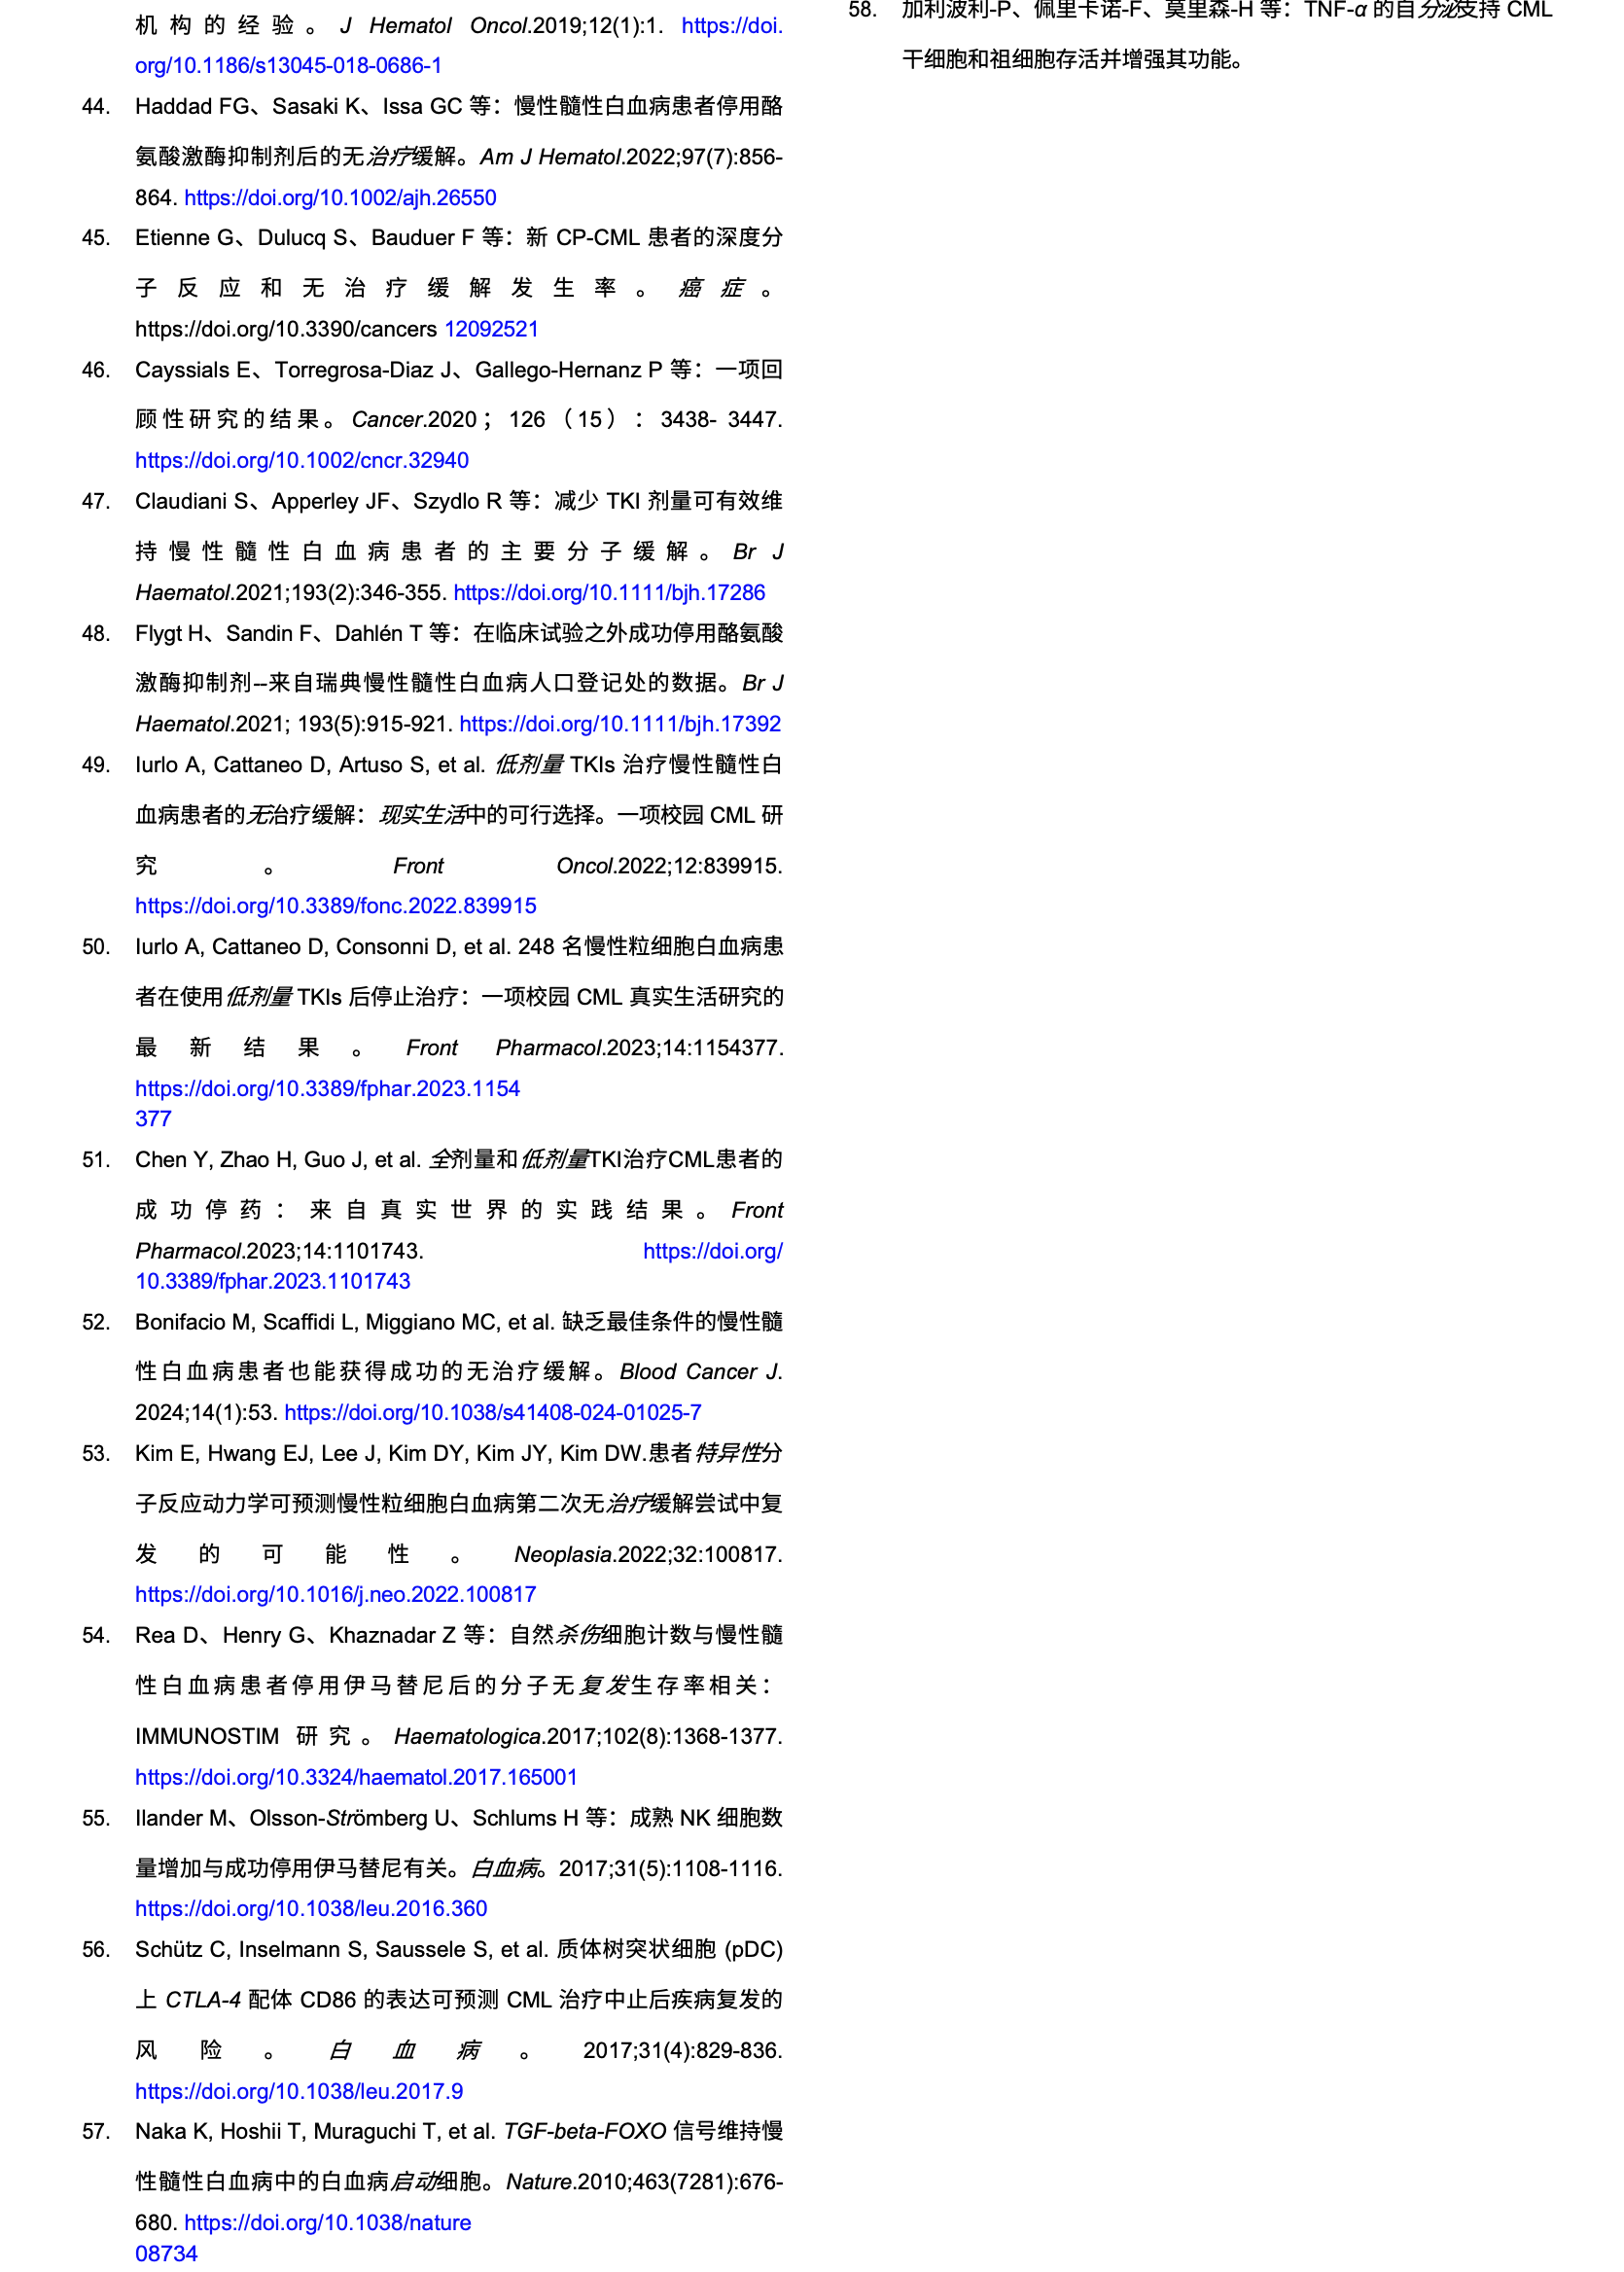 机构的经验。J Hematol Oncol.2019;12(1):1. https://doi.
org/10.1186/s13045-018-0686-1
44. Haddad FG、Sasaki K、Issa GC 等：慢性髓性白血病患者停用酪
氨酸激酶抑制剂后的无治疗缓解。Am J Hematol.2022;97(7):856-
864. https://doi.org/10.1002/ajh.26550
45. Etienne G、Dulucq S、Bauduer F 等：新 CP-CML 患者的深度分
子反应和无治疗缓解发生率。癌症。
https://doi.org/10.3390/cancers 12092521
46. Cayssials E、Torregrosa-Diaz J、Gallego-Hernanz P 等：一项回
顾性研究的结果。Cancer.2020；126（15）：3438- 3447.
https://doi.org/10.1002/cncr.32940
47. Claudiani S、Apperley JF、Szydlo R 等：减少 TKI 剂量可有效维
持慢性髓性白血病患者的主要分子缓解。Br J
Haematol.2021;193(2):346-355. https://doi.org/10.1111/bjh.17286
48. Flygt H、Sandin F、Dahlén T 等：在临床试验之外成功停用酪氨酸
激酶抑制剂--来自瑞典慢性髓性白血病人口登记处的数据。Br J
Haematol.2021; 193(5):915-921. https://doi.org/10.1111/bjh.17392
49. Iurlo A, Cattaneo D, Artuso S, et al. 低剂量 TKIs 治疗慢性髓性白
血病患者的无治疗缓解：现实生活中的可行选择。一项校园 CML 研
究。Front Oncol.2022;12:839915.
https://doi.org/10.3389/fonc.2022.839915
50. Iurlo A, Cattaneo D, Consonni D, et al. 248 名慢性粒细胞白血病患
者在使用低剂量 TKIs 后停止治疗：一项校园 CML 真实生活研究的
最新结果。Front Pharmacol.2023;14:1154377.
https://doi.org/10.3389/fphar.2023.1154
377
51. Chen Y, Zhao H, Guo J, et al. 全剂量和低剂量TKI治疗CML患者的
成功停药：来自真实世界的实践结果。Front
Pharmacol.2023;14:1101743. https://doi.org/
10.3389/fphar.2023.1101743
52. Bonifacio M, Scaffidi L, Miggiano MC, et al. 缺乏最佳条件的慢性髓
性白血病患者也能获得成功的无治疗缓解。Blood Cancer J.
2024;14(1):53. https://doi.org/10.1038/s41408-024-01025-7
53. Kim E, Hwang EJ, Lee J, Kim DY, Kim JY, Kim DW.患者特异性分
子反应动力学可预测慢性粒细胞白血病第二次无治疗缓解尝试中复
发的可能性。Neoplasia.2022;32:100817.
https://doi.org/10.1016/j.neo.2022.100817
54. Rea D、Henry G、Khaznadar Z 等：自然杀伤细胞计数与慢性髓
性白血病患者停用伊马替尼后的分子无复发生存率相关：
IMMUNOSTIM 研究。Haematologica.2017;102(8):1368-1377.
https://doi.org/10.3324/haematol.2017.165001
55. Ilander M、Olsson-Strömberg U、Schlums H 等：成熟 NK 细胞数
量增加与成功停用伊马替尼有关。白血病。2017;31(5):1108-1116.
https://doi.org/10.1038/leu.2016.360
56. Schütz C, Inselmann S, Saussele S, et al. 质体树突状细胞 (pDC)
上 CTLA-4 配体 CD86 的表达可预测 CML 治疗中止后疾病复发的
风险。白血病。2017;31(4):829-836.
https://doi.org/10.1038/leu.2017.9
57. Naka K, Hoshii T, Muraguchi T, et al. TGF-beta-FOXO 信号维持慢
性髓性白血病中的白血病启动细胞。Nature.2010;463(7281):676-
680. https://doi.org/10.1038/nature
08734
58. 加利波利-P、佩里卡诺-F、莫里森-H 等：TNF-α 的自分泌支持 CML
干细胞和祖细胞存活并增强其功能。